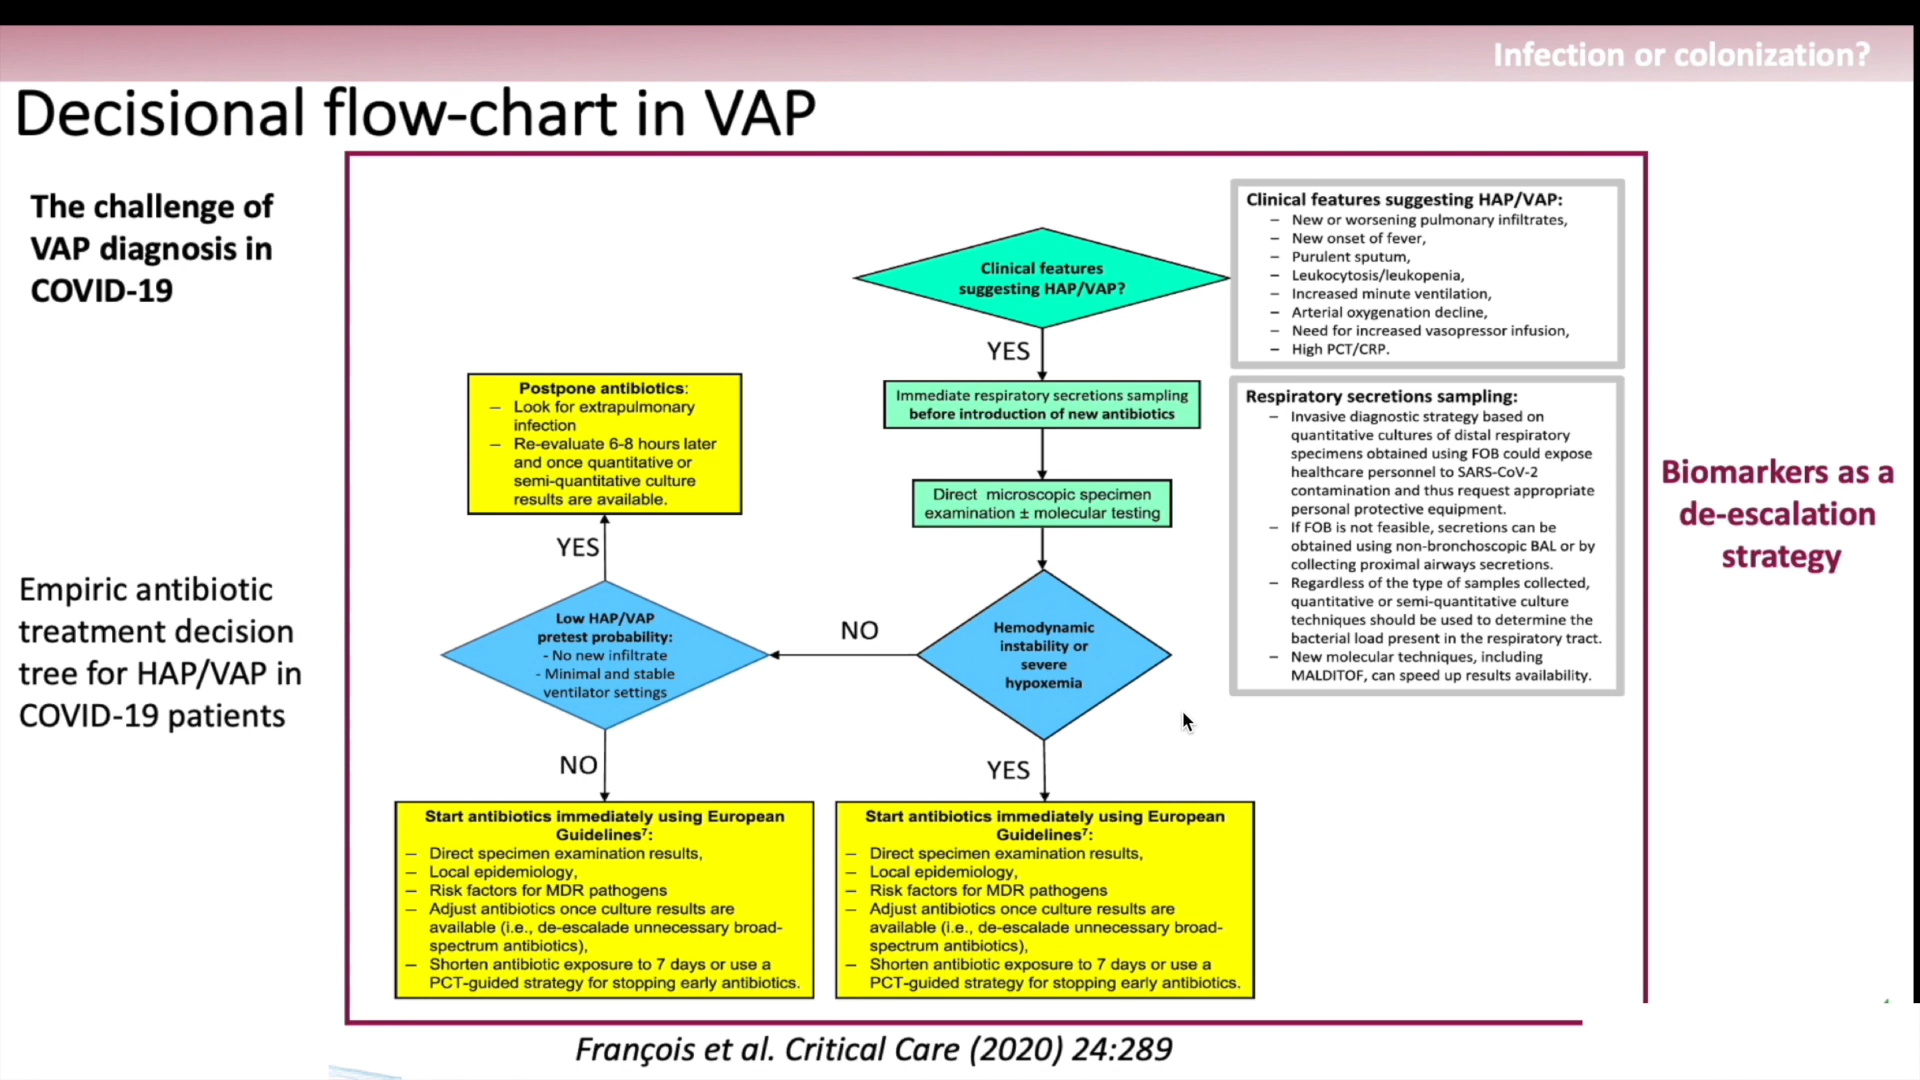 Infection or colonization?
Decisional flow-chart in VAP
The challenge of
VAP diagnosis in
COVID-19
Empiric antibiotic
treatment decision
tree for HAP/VAP in
COVID-19 patients
Clinical features
suggesting HAP/VAP?
YES
Immediate respiratory secretions sampling
before introduction of new antibiotics
Direct microscopic specimen
examination ± molecular testing
Hemodynamic
instability or
severe
hypoxemia
NO
YES
Low HAP/VAP
pretest probability:
- No new infiltrate
- Minimal and stable
ventilator settings
YES
NO
Postpone antibiotics:
– Look for extrapulmonary
infection
– Re-evaluate 6-8 hours later
and once quantitative or
semi-quantitative culture
results are available.
Start antibiotics immediately using European
Guidelines⁷:
– Direct specimen examination results,
– Local epidemiology,
– Risk factors for MDR pathogens
– Adjust antibiotics once culture results are
available (i.e., de-escalade unnecessary broad-
spectrum antibiotics),
– Shorten antibiotic exposure to 7 days or use a
PCT-guided strategy for stopping early antibiotics.
Start antibiotics immediately using European
Guidelines⁷:
– Direct specimen examination results,
– Local epidemiology,
– Risk factors for MDR pathogens
– Adjust antibiotics once culture results are
available (i.e., de-escalade unnecessary broad-
spectrum antibiotics),
– Shorten antibiotic exposure to 7 days or use a
PCT-guided strategy for stopping early antibiotics.
Clinical features suggesting HAP/VAP:
– New or worsening pulmonary infiltrates,
– New onset of fever,
– Purulent sputum,
– Leukocytosis/leukopenia,
– Increased minute ventilation,
– Arterial oxygenation decline,
– Need for increased vasopressor infusion,
– High PCT/CRP.
Respiratory secretions sampling:
– Invasive diagnostic strategy based on
quantitative cultures of distal respiratory
specimens obtained using FOB could expose
healthcare personnel to SARS-CoV-2
contamination and thus request appropriate
personal protective equipment.
– If FOB is not feasible, secretions can be
obtained using non-bronchoscopic BAL or by
collecting proximal airways secretions.
– Regardless of the type of samples collected,
quantitative or semi-quantitative culture
techniques should be used to determine the
bacterial load present in the respiratory tract.
– New molecular techniques, including
MALDITOF, can speed up results availability.
Biomarkers as a
de-escalation
strategy
François et al. Critical Care (2020) 24:289